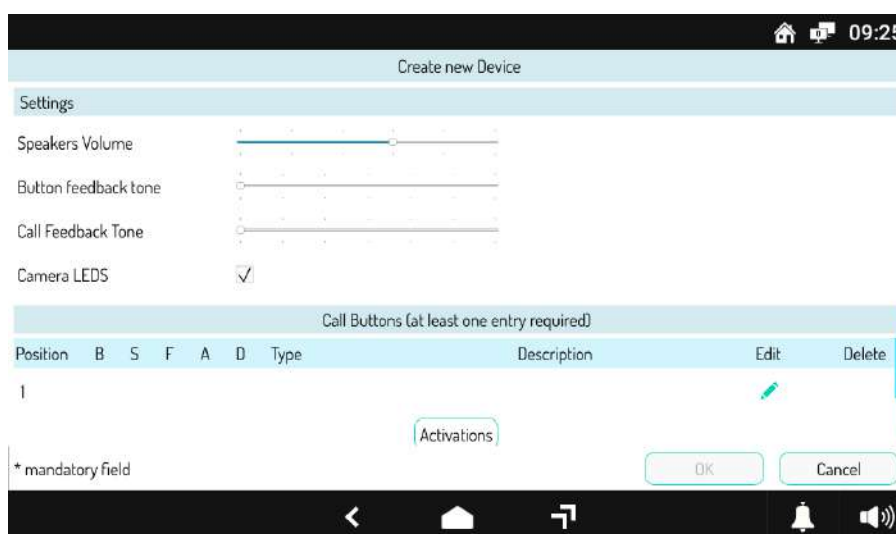 09:25
Create new Device
Settings
Speakers Volume
Button feedback tone
Call Feedback Tone
Camera LEDS
Call Buttons (at least one entry required)
Position B S F A D Type Description Edit Delete
1
Activations
* mandatory field OK Cancel